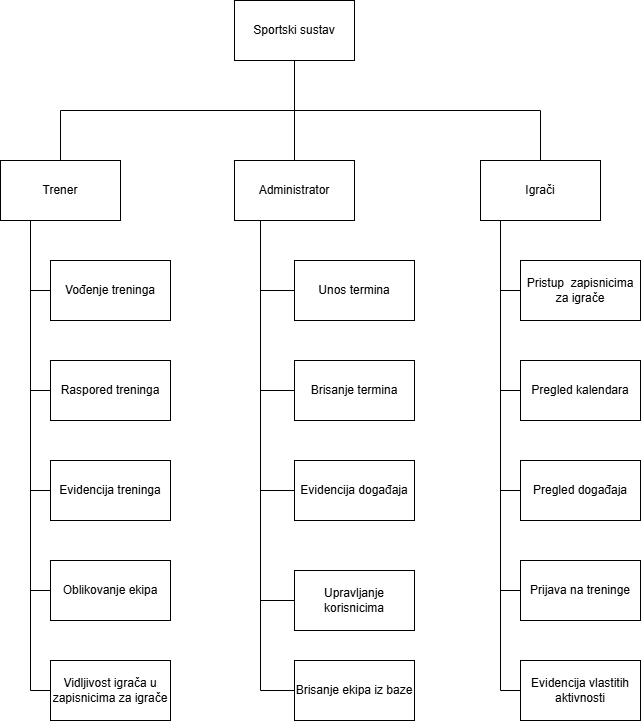 Sportski sustav
Trener
Administrator
Igrači
Vođenje treninga
Unos termina
Pristup  zapisnicima
za igrače
Raspored treninga
Brisanje termina
Pregled kalendara
Evidencija treninga
Evidencija događaja
Pregled događaja
Oblikovanje ekipa
Upravljanje
korisnicima
Prijava na treninge
Vidljivost igrača u
zapisnicima za igrače
Brisanje ekipa iz baze
Evidencija vlastitih
aktivnosti